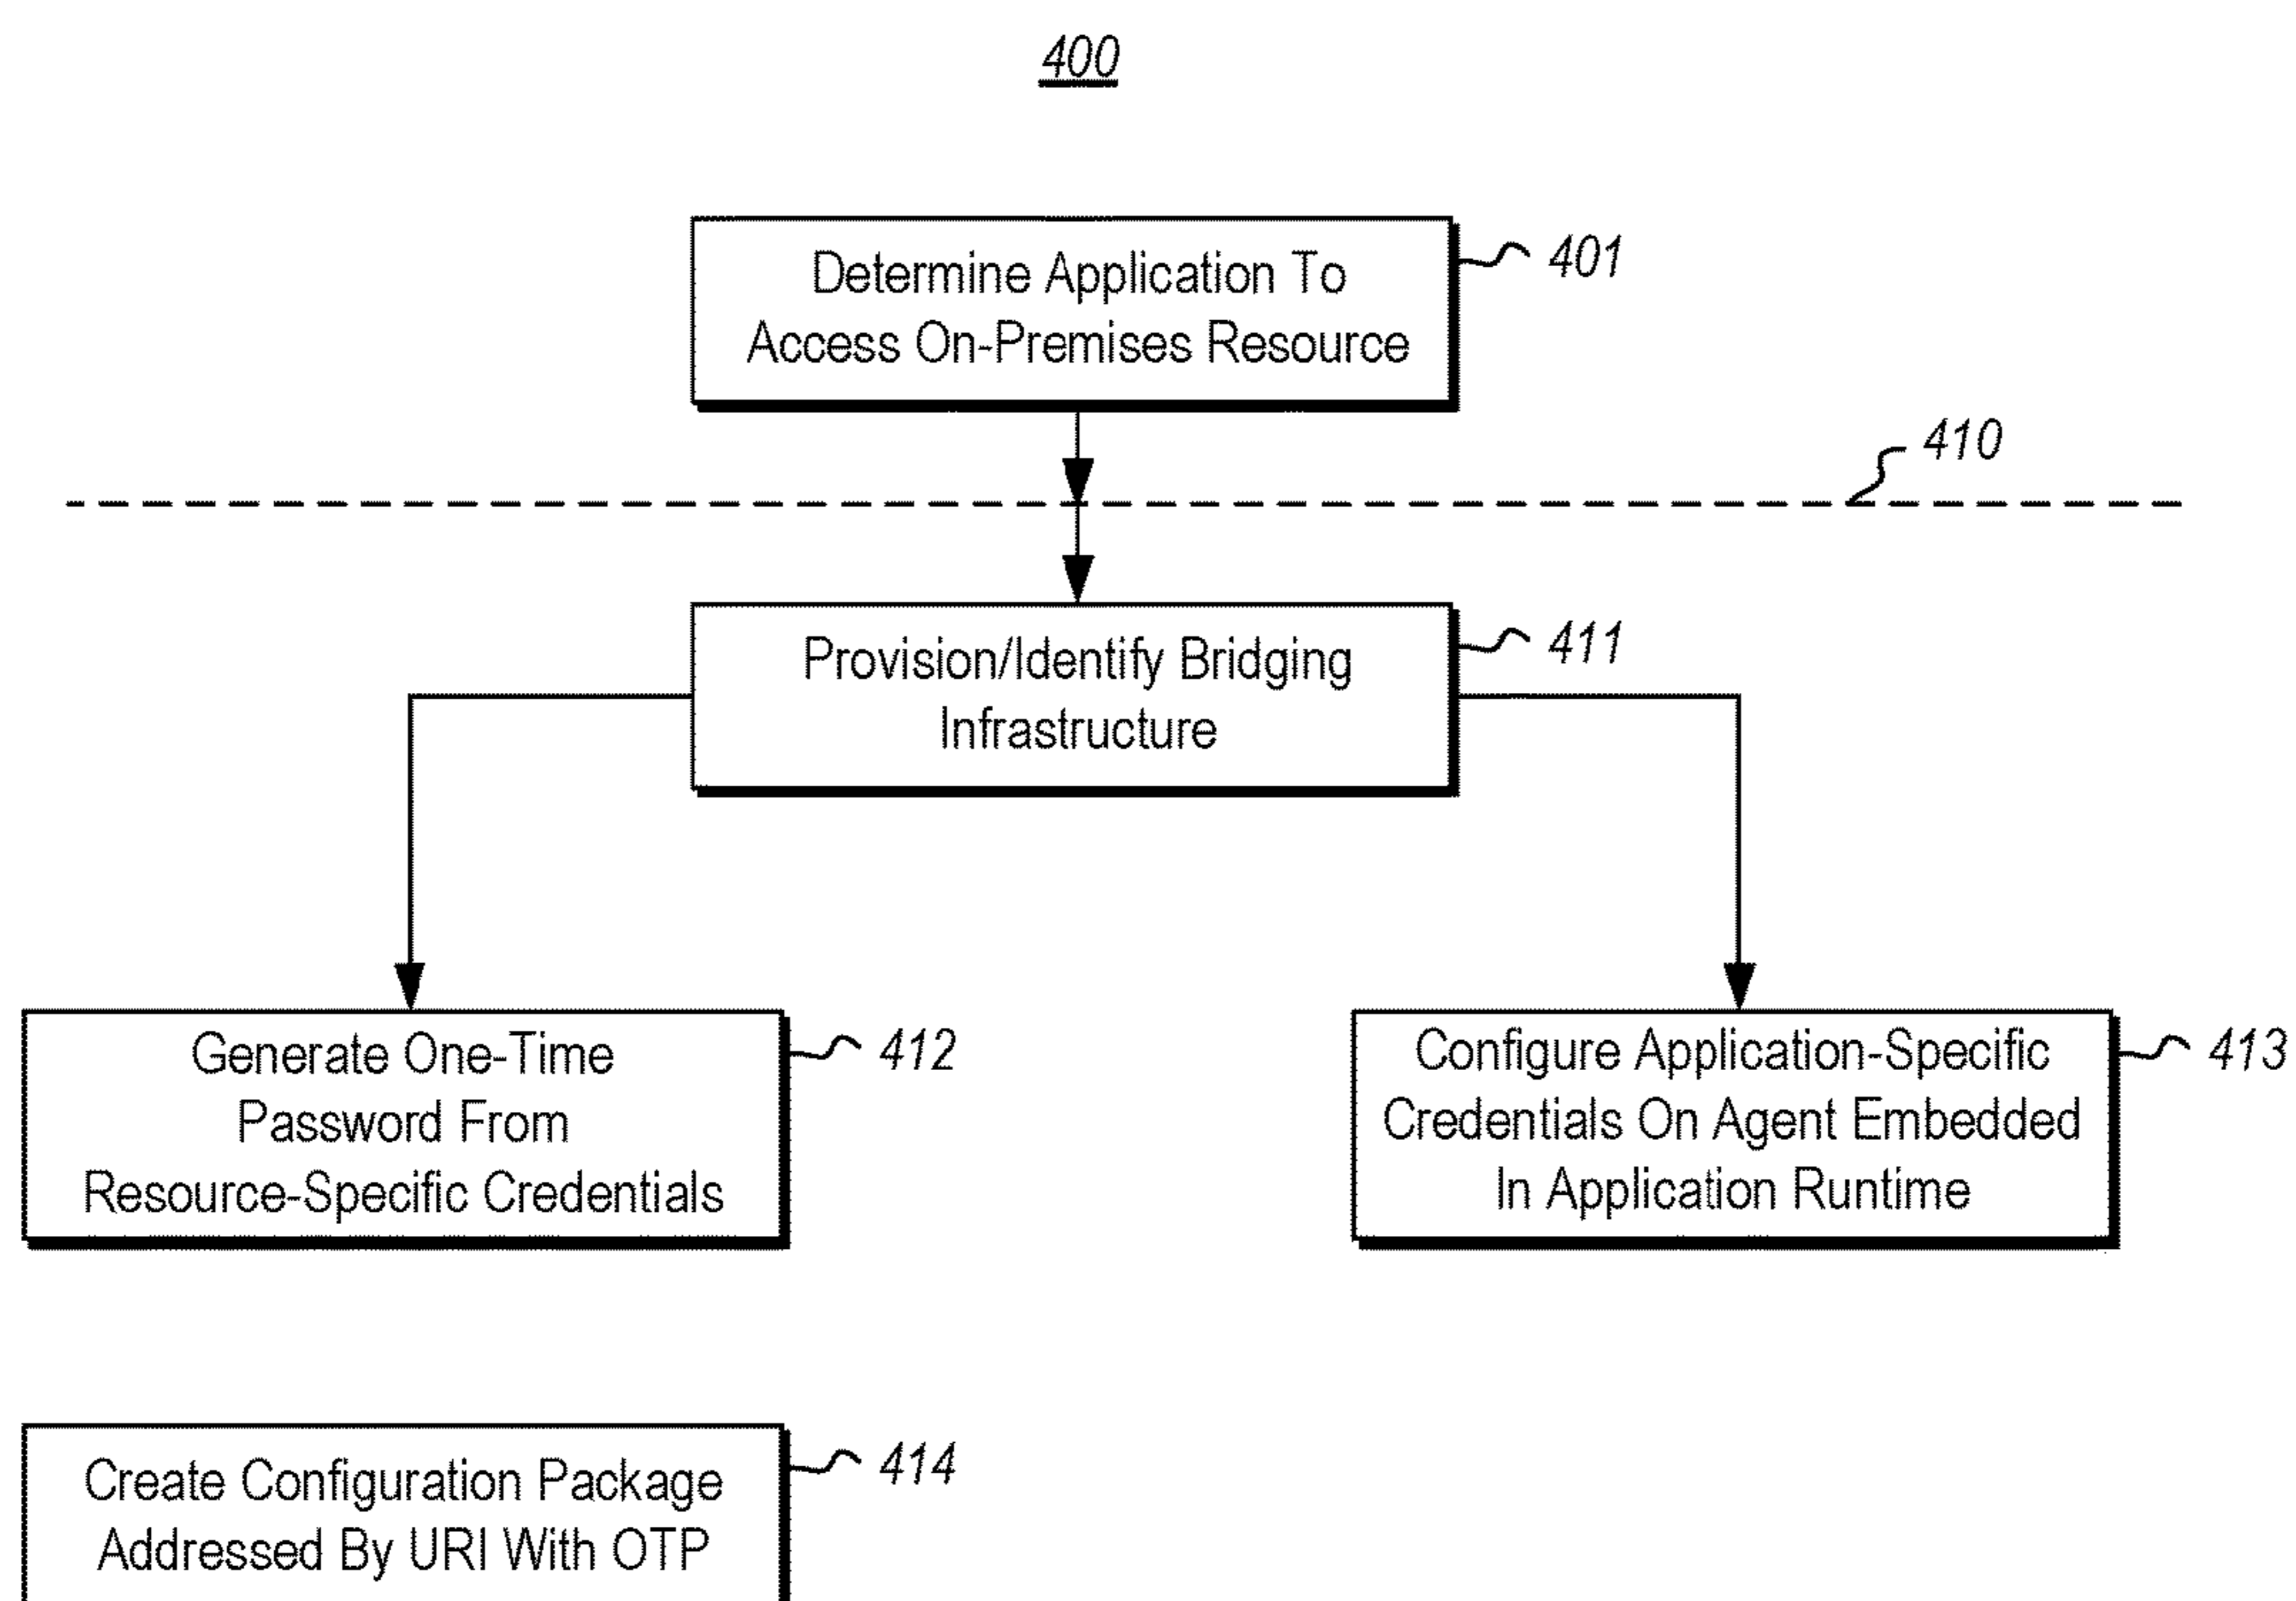 400
Determine Application To
Access On-Premises Resource
401
410
Provision/Identify Bridging
Infrastructure
411
Generate One-Time
Password From
Resource-Specific Credentials
412
Configure Application-Specific
Credentials On Agent Embedded
In Application Runtime
413
Create Configuration Package
Addressed By URI With OTP
414